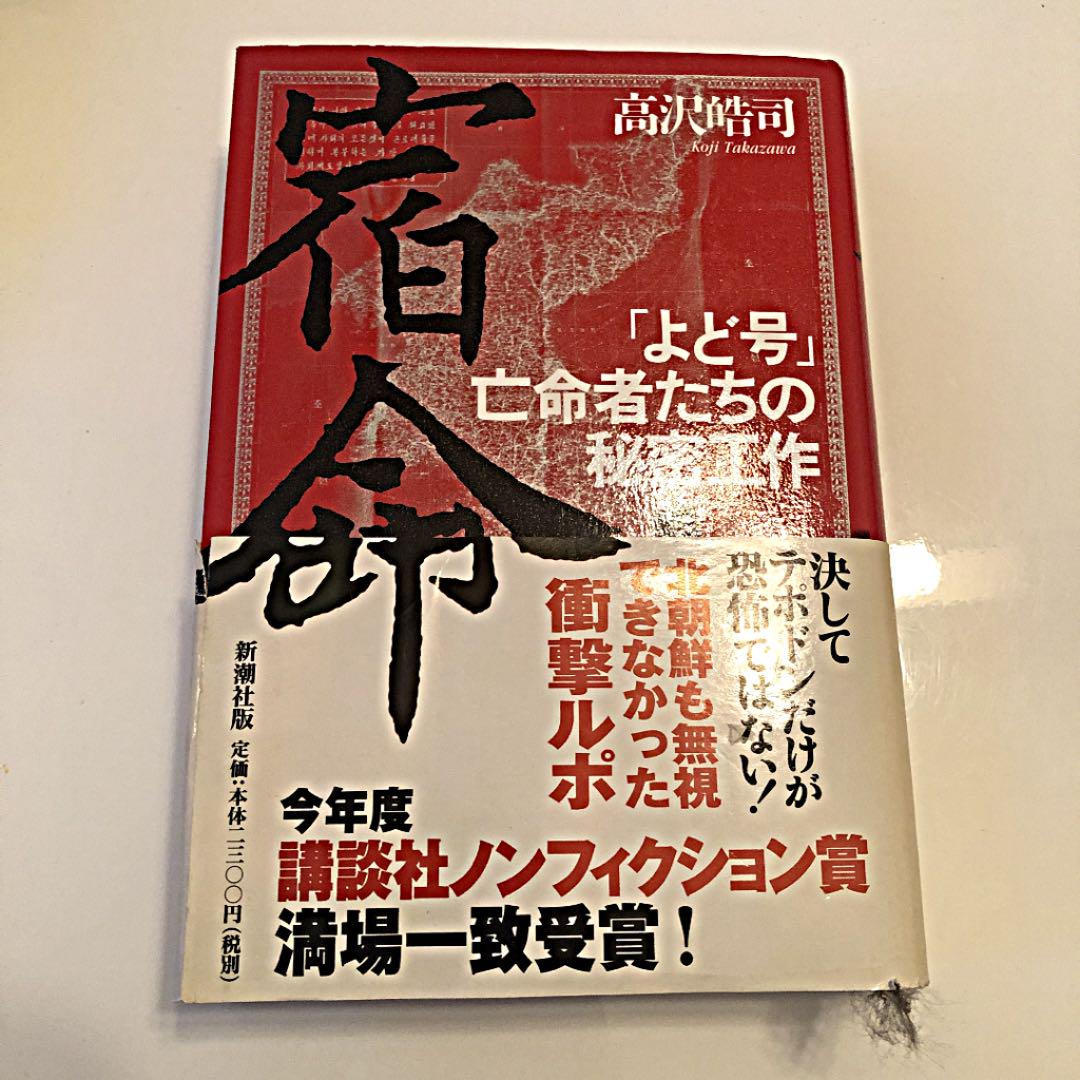 宿命
高沢皓司
Koji Takazawa
「よど号」
亡命者たちの
秘密工作
決して
テポドンだけが
恐怖ではない!
北朝鮮も無視
できなかった
衝撃ルポ
今年度
講談社ノンフィクション賞
満場一致受賞!
新潮社版 定価:本体二三〇〇円(税別)